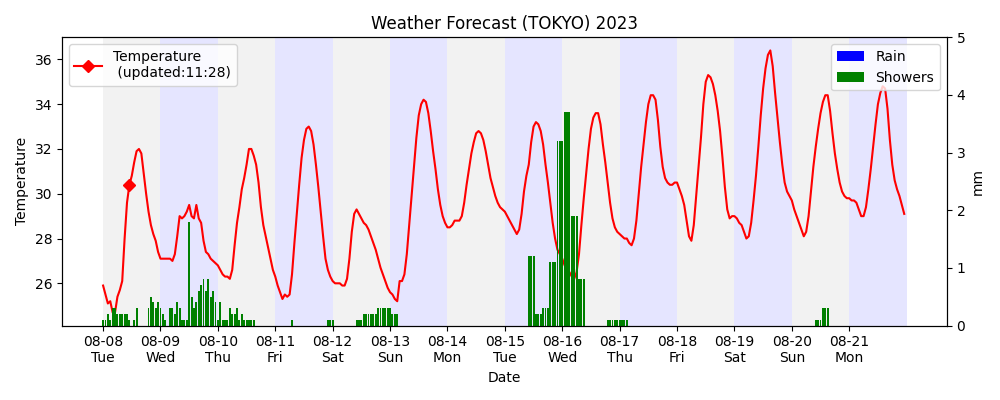 Weather Forecast (TOKYO) 2023
Temperature
(updated:11:28)
Rain
Showers
Temperature
36
34
32
30
28
26
5
4
3
2
1
0
mm
08-08 08-09 08-10 08-11 08-12 08-13 08-14 08-15 08-16 08-17 08-18 08-19 08-20 08-21
Tue Wed Thu Fri Sat Sun Mon Tue Wed Thu Fri Sat Sun Mon
Date